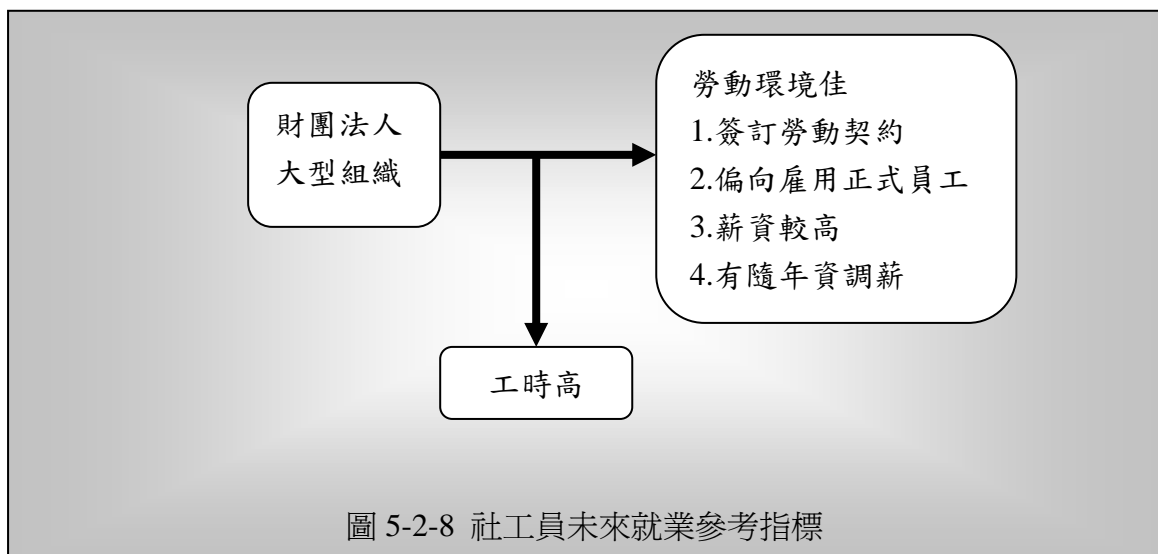 財團法人
大型組織
勞動環境佳
1.簽訂勞動契約
2.偏向雇用正式員工
3.薪資較高
4.有隨年資調薪
工時高
圖 5-2-8 社工員未來就業參考指標